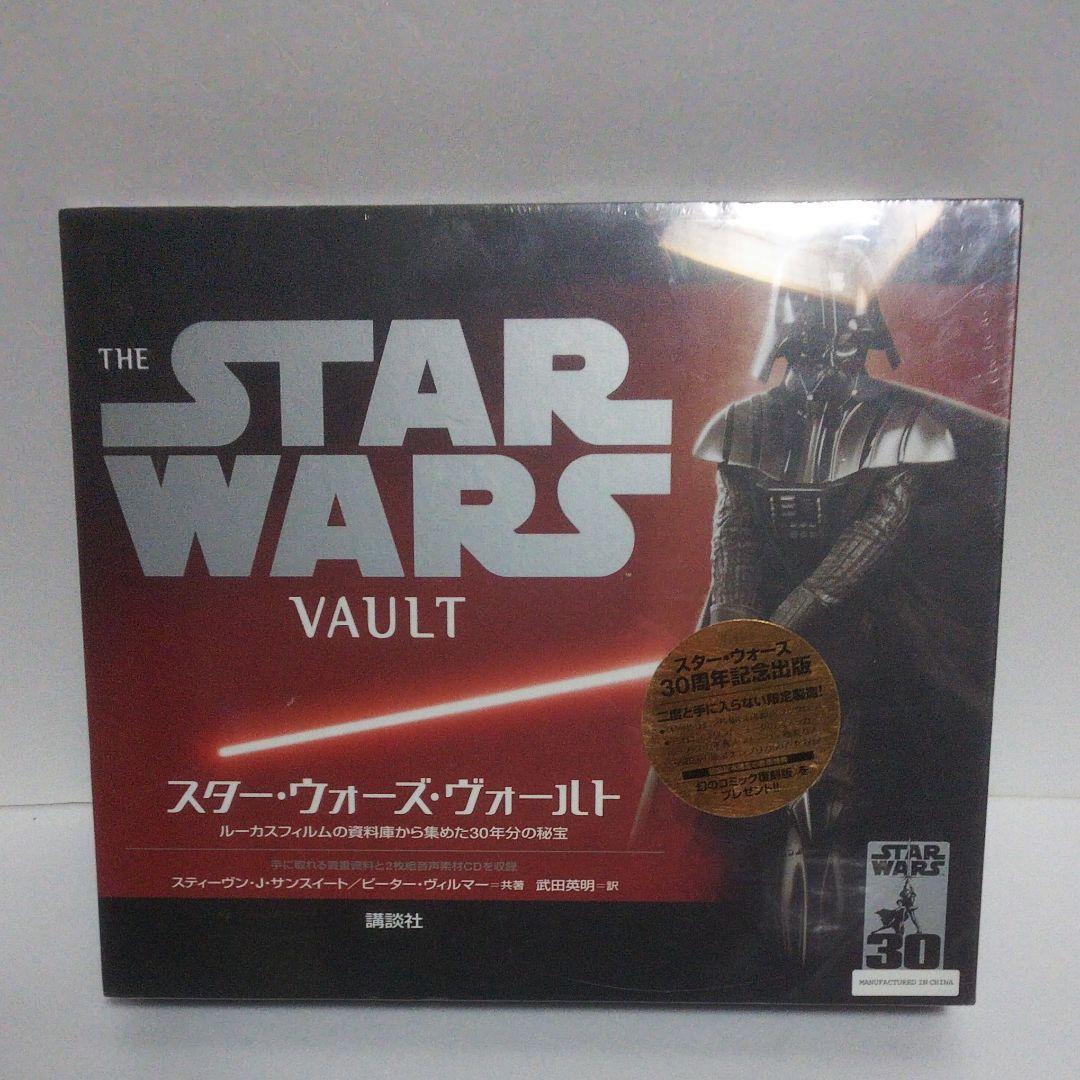 THE
STAR
WARS
VAULT
スター・ウォーズ・ヴォールト
ルーカスフィルムの資料庫から集めた30年分の秘宝
手に取れる貴重資料と2枚組音声素材CDを収録
スティーヴン・J・サンスイート/ピーター・ヴィルマー=共著 武田英明=訳
講談社
スター・ウォーズ
30周年記念出版
二度と手に入らない限定製造!
幻のコミック復刻版を
プレゼント!!
STAR
WARS
30
MANUFACTURED IN CHINA